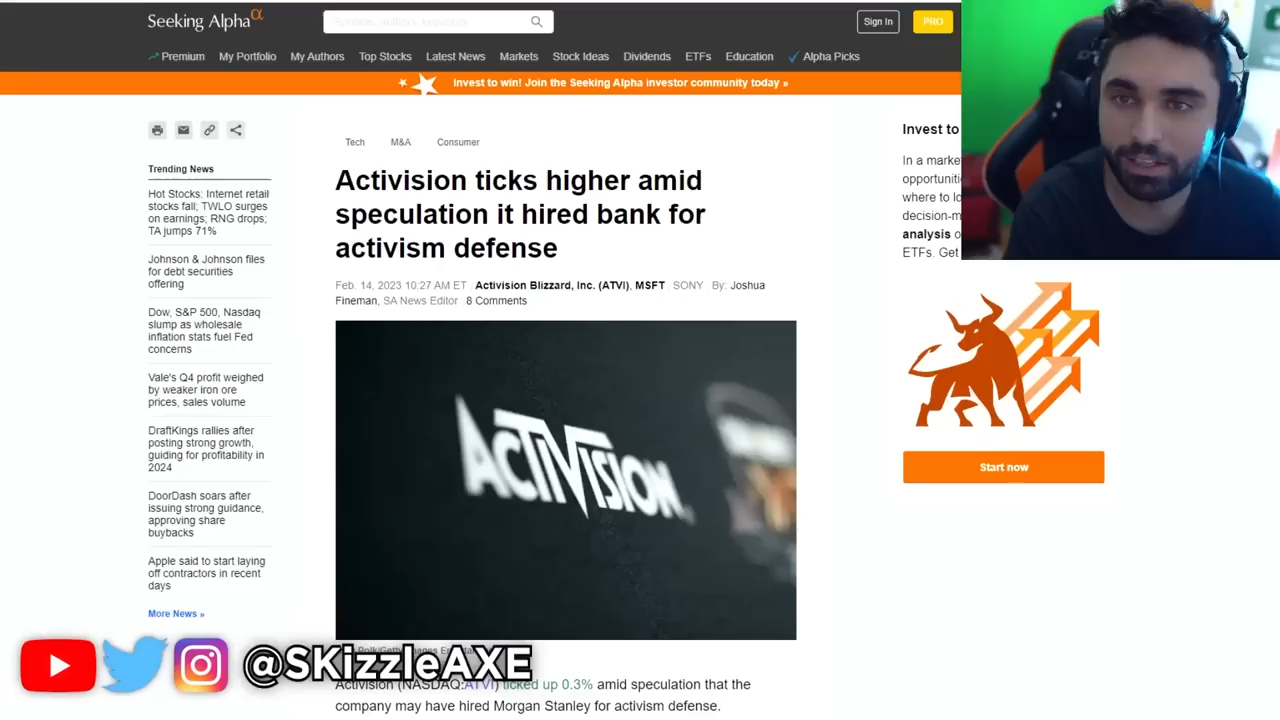 Seeking Alpha α
Sign In
PRO
Premium My Portfolio My Authors Top Stocks Latest News Markets Stock Ideas Dividends ETFs Education Alpha Picks
Invest to win! Join the Seeking Alpha investor community today »
Trending News
Hot Stocks: Internet retail
stocks fall; TWLO surges
on earnings; RNG drops;
TA jumps 71%
Johnson & Johnson files
for debt securities
offering
Dow, S&P 500, Nasdaq
slump as wholesale
inflation stats fuel Fed
concerns
Vale's Q4 profit weighed
by weaker iron ore
prices, sales volume
DraftKings rallies after
posting strong growth,
guiding for profitability in
2024
DoorDash soars after
issuing strong guidance,
approving share
buybacks
Apple said to start laying
off contractors in recent
days
More News »
Tech M&A Consumer
Activision ticks higher amid
speculation it hired bank for
activism defense
Feb. 14, 2023 10:27 AM ET Activision Blizzard, Inc. (ATVI), MSFT SONY By: Joshua
Fineman, SA News Editor 8 Comments
ACTIVISION
Activision (NASDAQ:ATVI) ticked up 0.3% amid speculation that the
company may have hired Morgan Stanley for activism defense.
Invest to
In a
where to
analysis
ETFs. Get
Start now
@SKizzleAXE